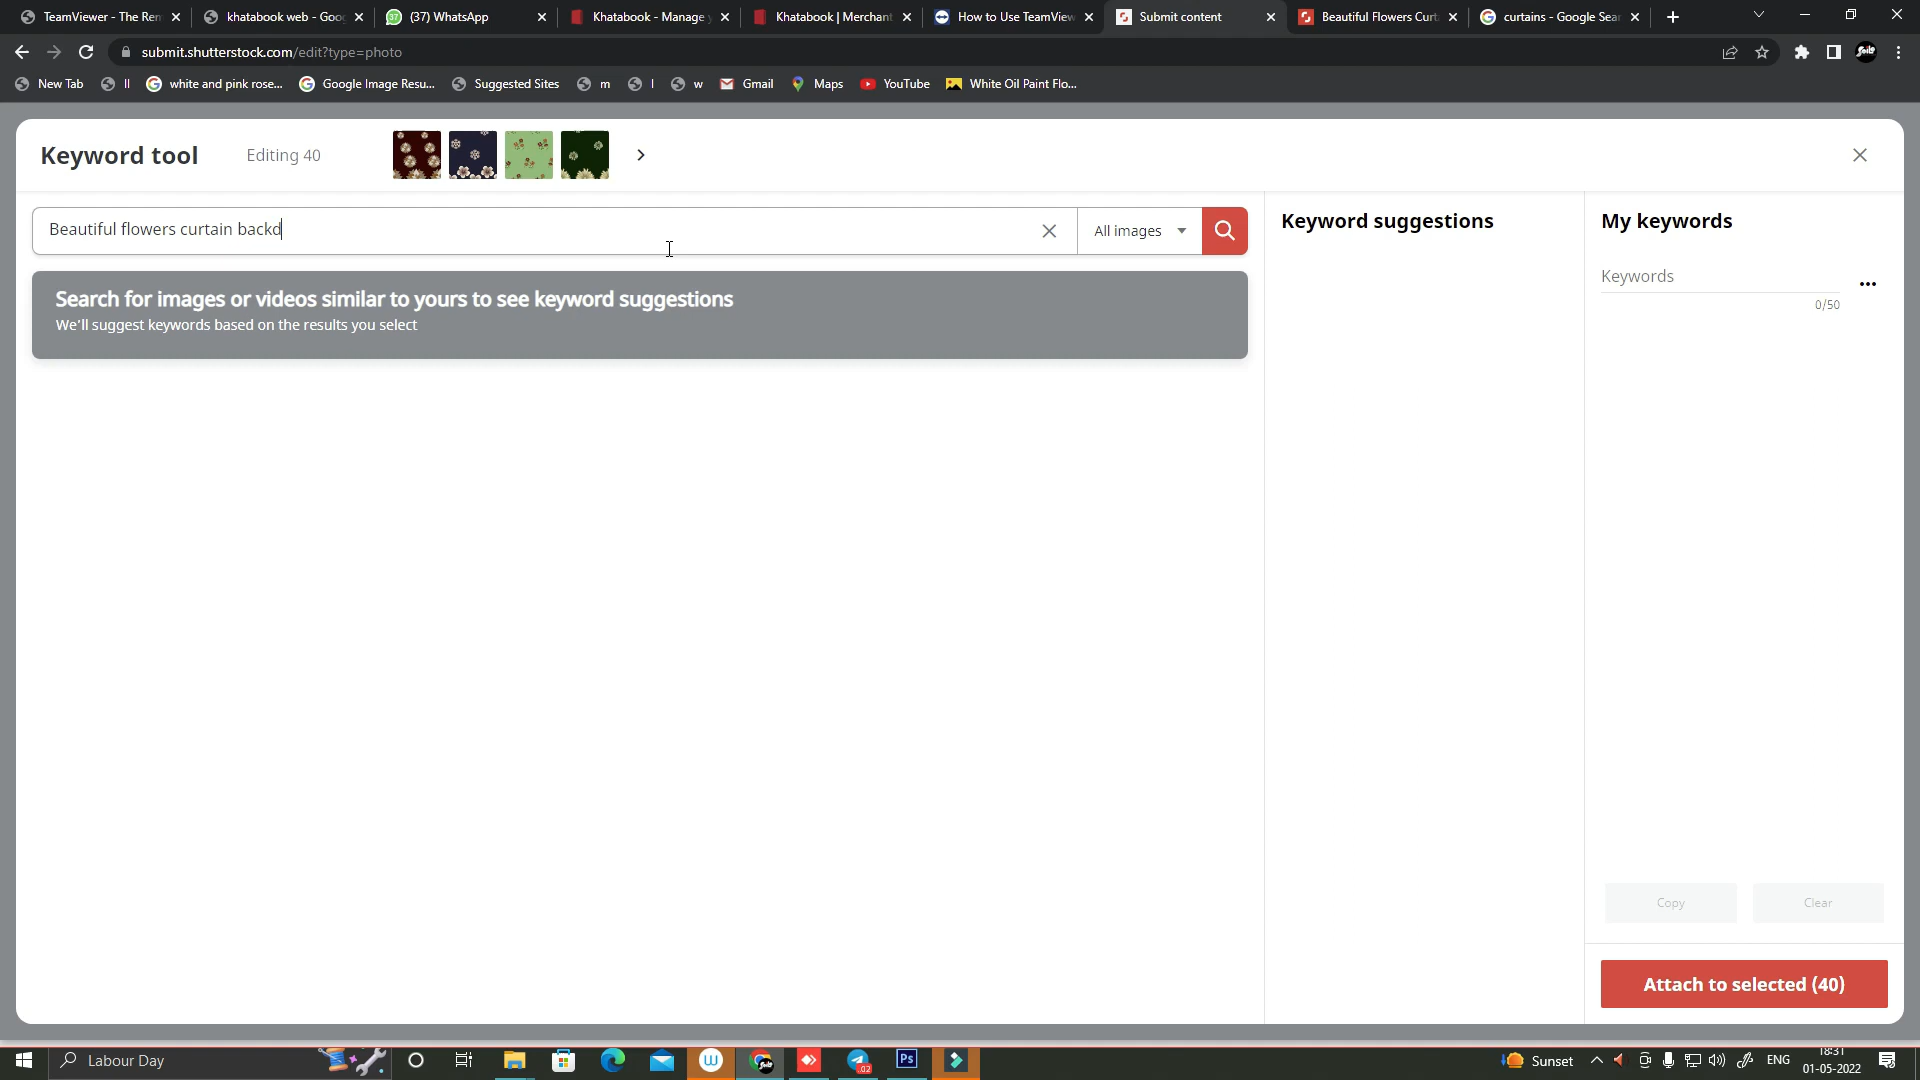 TeamViewer - The Ren
khatabook web - Goog
(37) WhatsApp
Khatabook - Manage y
Khatabook | Merchant
How to Use TeamView
Submit content
Beautiful Flowers Curt
curtains - Google Sear
submit.shutterstock.com/edit?type=photo
New Tab
ll
white and pink rose...
Google Image Resu...
Suggested Sites
m
l
w
Gmail
Maps
YouTube
White Oil Paint Flo...
Keyword tool
Editing 40
Beautiful flowers curtain backd
All images
Keyword suggestions
My keywords
Search for images or videos similar to yours to see keyword suggestions
We'll suggest keywords based on the results you select
Keywords
0/50
Copy
Clear
Attach to selected (40)
Labour Day
W
.02
Ps
Sunset
ENG
18:31
01-05-2022